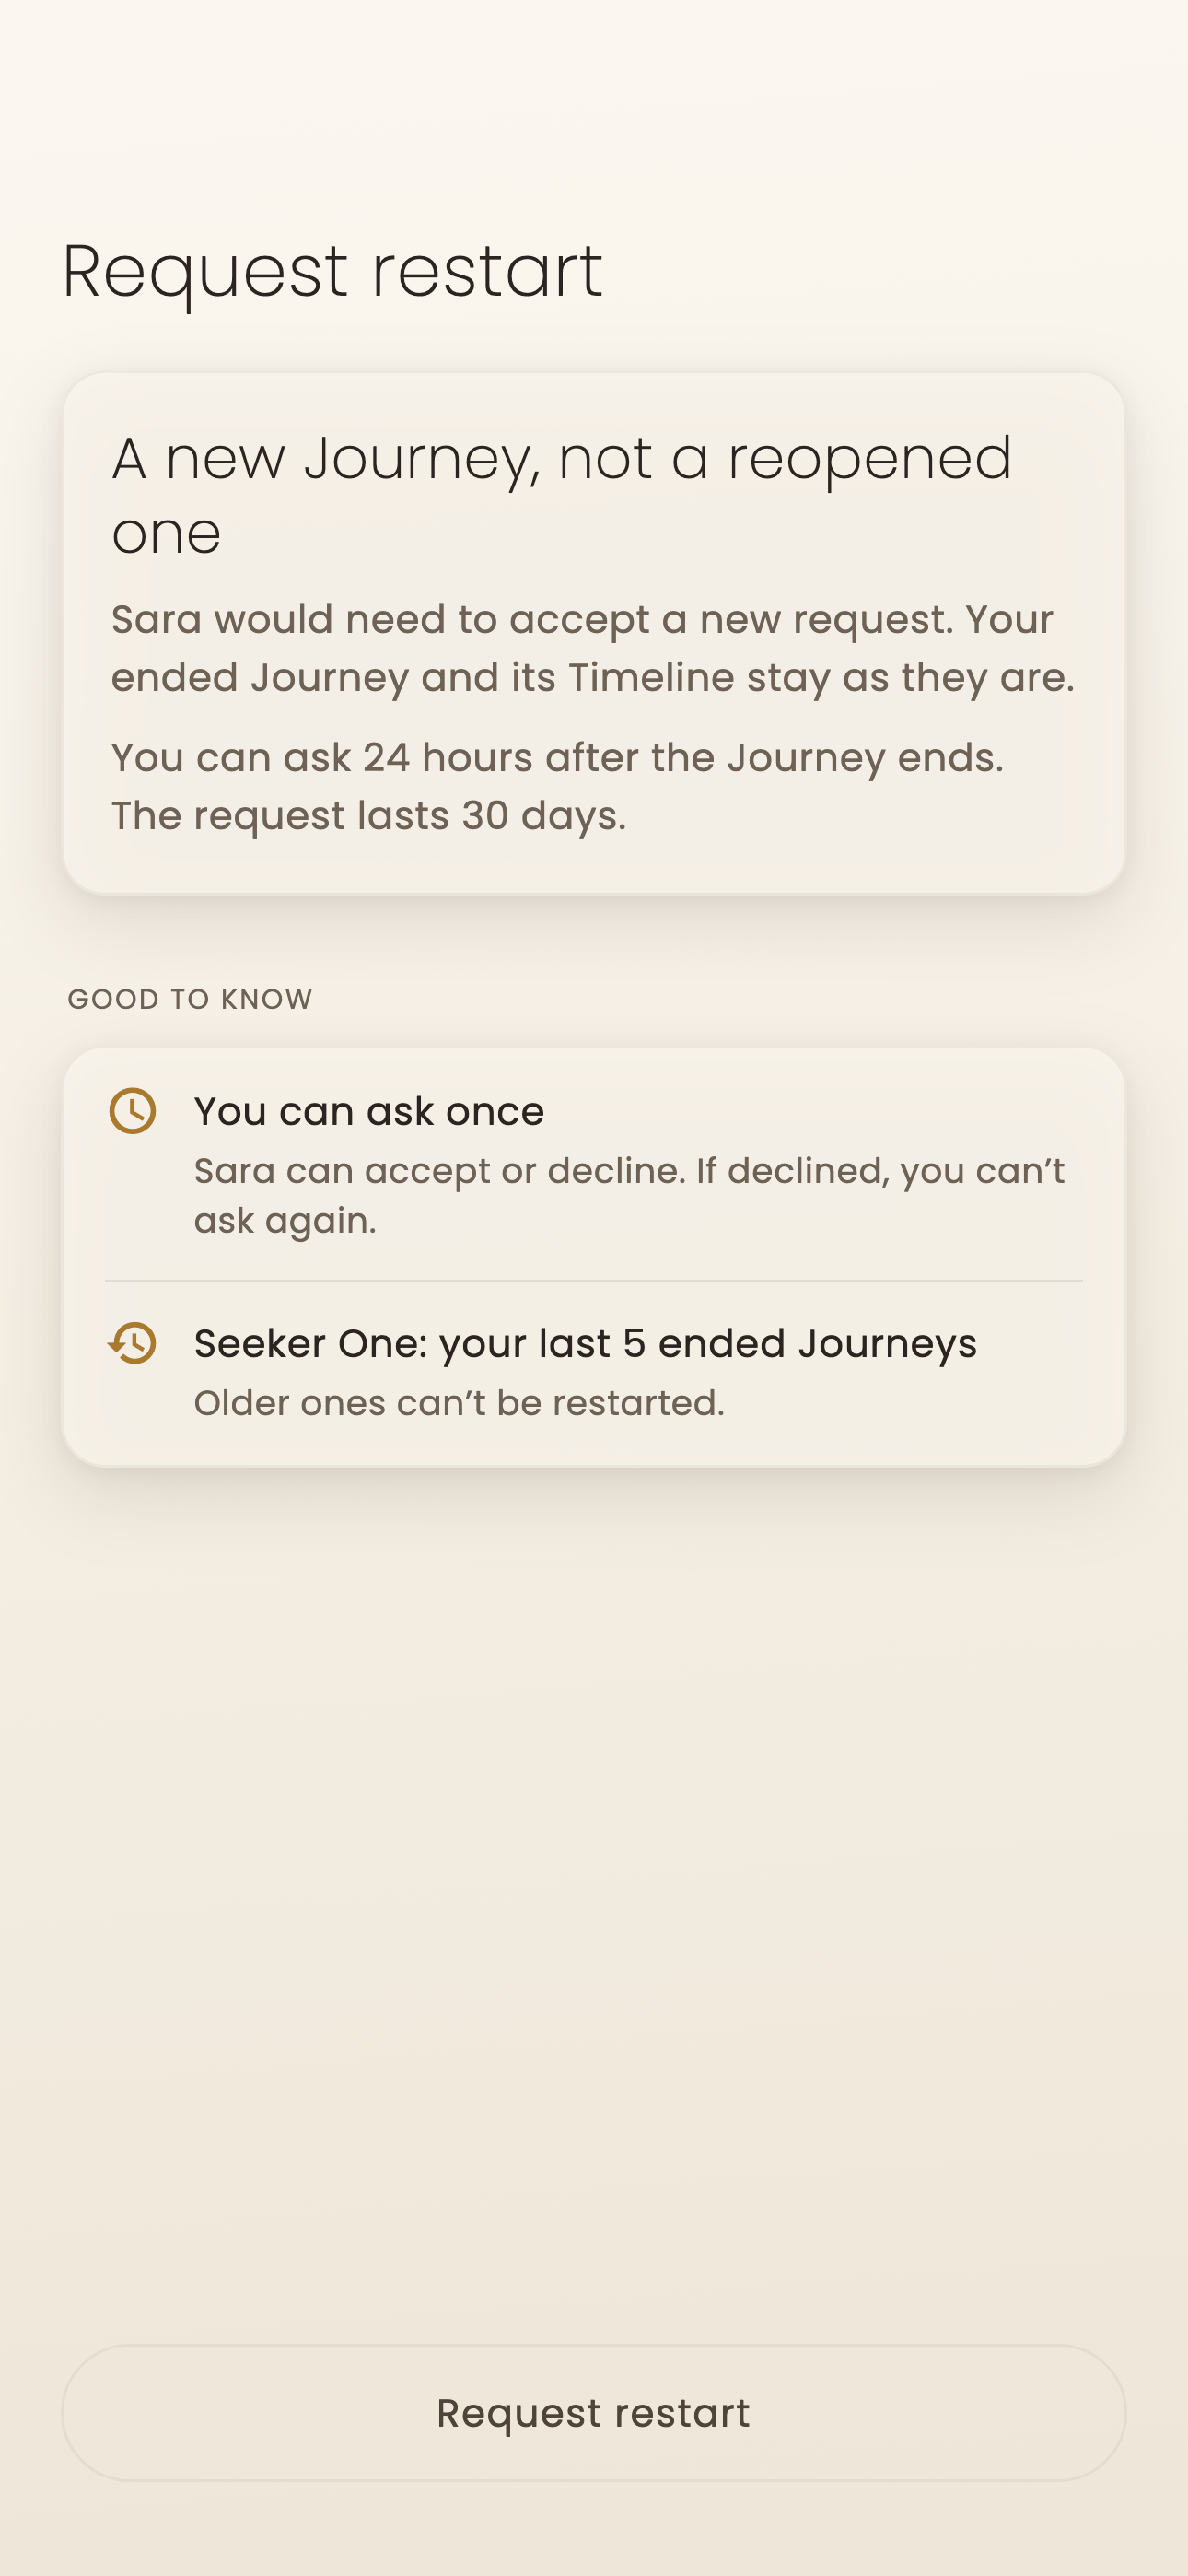 Request restart
A new Journey, not a reopened
one
Sara would need to accept a new request. Your
ended Journey and its Timeline stay as they are.
You can ask 24 hours after the Journey ends.
The request lasts 30 days.
GOOD TO KNOW
You can ask once
Sara can accept or decline. If declined, you can’t
ask again.
Seeker One: your last 5 ended Journeys
Older ones can’t be restarted.
Request restart